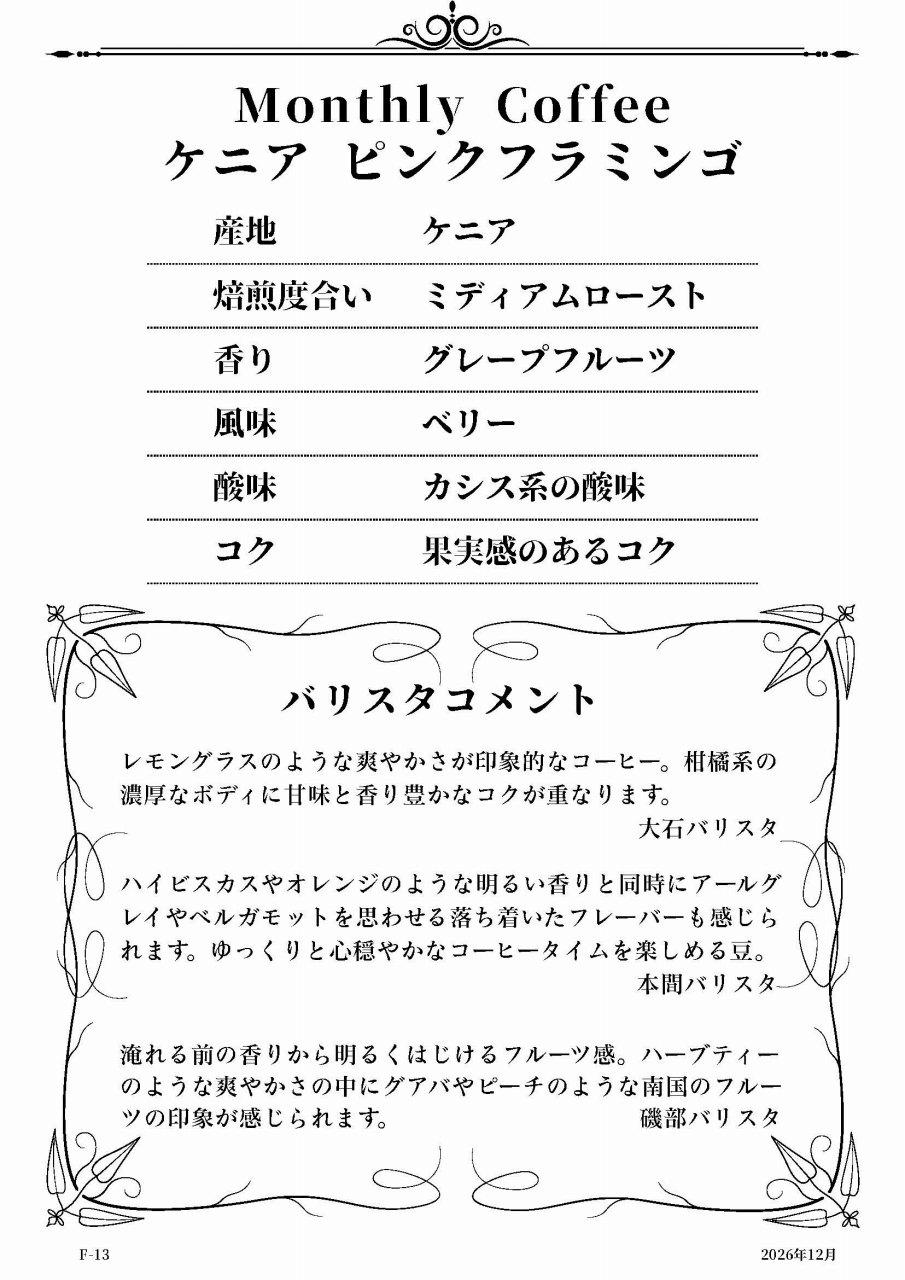 Monthly Coffee
ケニア ピンクフラミンゴ
産地 ケニア
焙煎度合い ミディアムロースト
香り グレープフルーツ
風味 ベリー
酸味 カシス系の酸味
コク 果実感のあるコク
バリスタコメント
レモングラスのような爽やかさが印象的なコーヒー。柑橘系の
濃厚なボディに甘味と香り豊かなコクが重なります。
大石バリスタ
ハイビスカスやオレンジのような明るい香りと同時にアールグ
レイやベルガモットを思わせる落ち着いたフレーバーも感じら
れます。ゆっくりと心穏やかなコーヒータイムを楽しめる豆。
本間バリスタ
淹れる前の香りから明るくはじけるフルーツ感。ハーブティー
のような爽やかさの中にグアバやピーチのような南国のフルー
ツの印象が感じられます。 磯部バリスタ
F-13 2026年12月